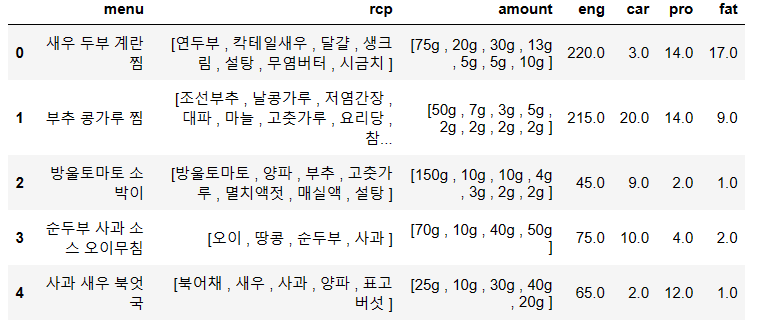 menu rcp amount eng car pro fat
0 새우 두부 계란 찜 [연두부 , 칵테일새우 , 달걀 , 생크림 , 설탕 , 무염버터 , 시금치 ] [75g , 20g , 30g , 13g , 5g , 5g , 10g ] 220.0 3.0 14.0 17.0
1 부추 콩가루 찜 [조선부추 , 날콩가루 , 저염간장 , 대파 , 마늘 , 고춧가루 , 요리당 , 참... [50g , 7g , 3g , 5g , 2g , 2g , 2g , 2g ] 215.0 20.0 14.0 9.0
2 방울토마토 소박이 [방울토마토 , 양파 , 부추 , 고춧가루 , 멸치액젓 , 매실액 , 설탕 ] [150g , 10g , 10g , 4g , 3g , 2g , 2g ] 45.0 9.0 2.0 1.0
3 순두부 사과 소스 오이무침 [오이 , 땅콩 , 순두부 , 사과 ] [70g , 10g , 40g , 50g ] 75.0 10.0 4.0 2.0
4 사과 새우 북엇국 [북어채 , 새우 , 사과 , 양파 , 표고버섯 ] [25g , 10g , 30g , 40g , 20g ] 65.0 2.0 12.0 1.0